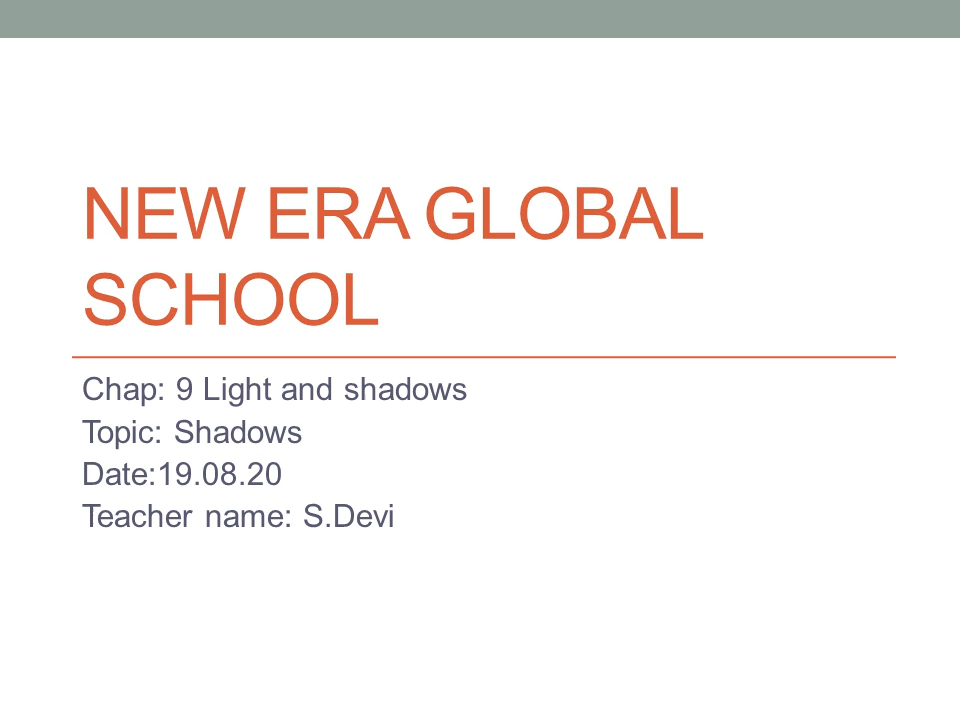 NEW ERA GLOBAL
SCHOOL
Chap: 9 Light and shadows
Topic: Shadows
Date:19.08.20
Teacher name: S.Devi